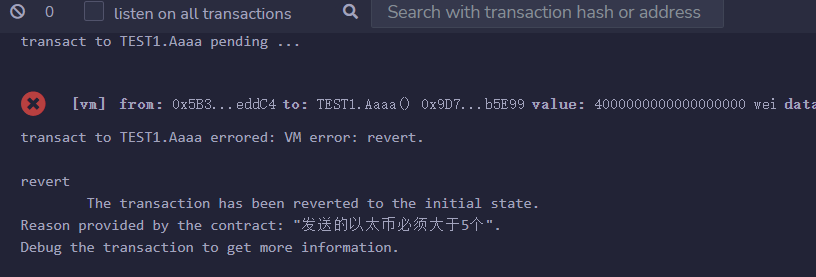 0 listen on all transactions Search with transaction hash or address
transact to TEST1.Aaaa pending ...
[vm] from: 0x5B3...eddC4 to: TEST1.Aaaa() 0x9D7...b5E99 value: 4000000000000000000 wei data
transact to TEST1.Aaaa errored: VM error: revert.
revert
The transaction has been reverted to the initial state.
Reason provided by the contract: "发送的以太币必须大于5个".
Debug the transaction to get more information.